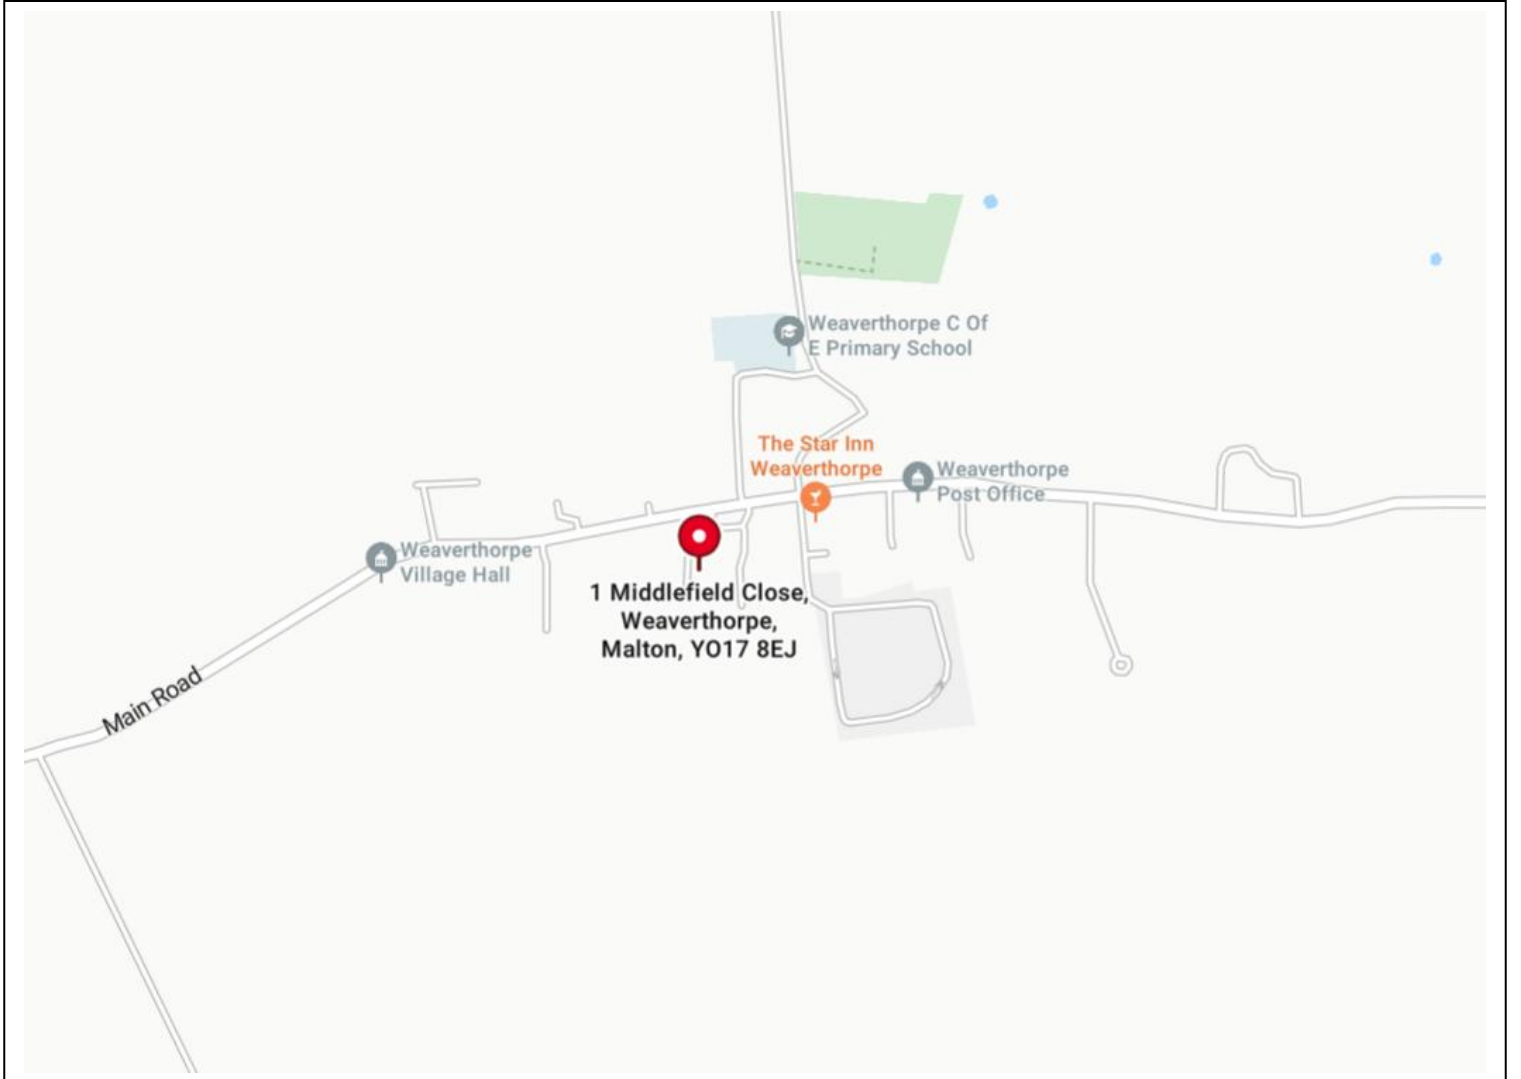 Weaverthorpe C Of
E Primary School
The Star Inn
Weaverthorpe
Weaverthorpe
Post Office
Weaverthorpe
Village Hall
1 Middlefield Close,
Weaverthorpe,
Malton, YO17 8EJ
Main Road